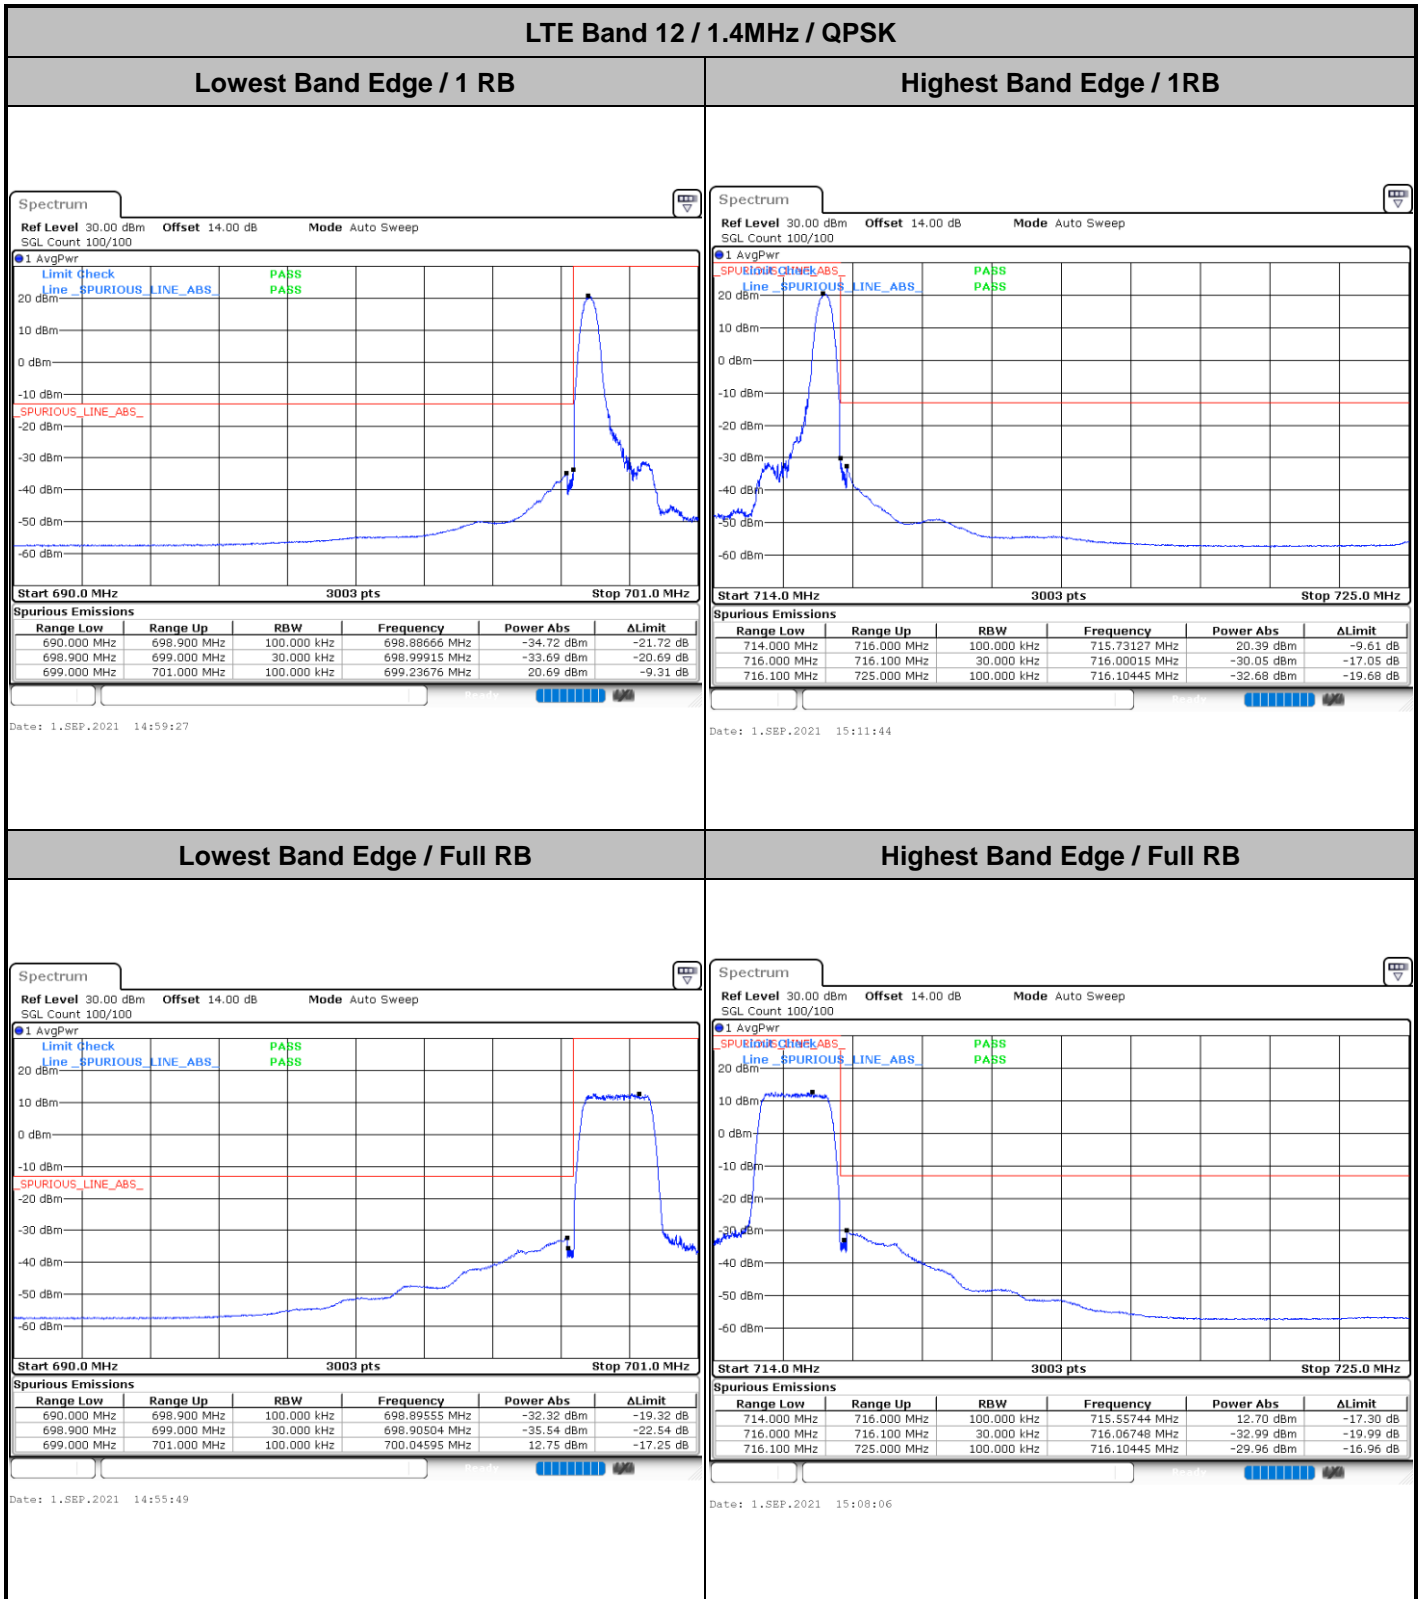 LTE Band 12 / 1.4MHz / QPSK
Lowest Band Edge / 1 RB
Highest Band Edge / 1RB
Spectrum
Ref Level 30.00 dBm Offset 14.00 dB Mode Auto Sweep
SGL Count 100/100
1 AvgPwr
Limit Check PASS
Line _SPURIOUS_LINE_ABS_ PASS
20 dBm
10 dBm
0 dBm
-10 dBm
_SPURIOUS_LINE_ABS_
-20 dBm
-30 dBm
-40 dBm
-50 dBm
-60 dBm
Start 690.0 MHz 3003 pts Stop 701.0 MHz
Spurious Emissions
Range Low Range Up RBW Frequency Power Abs ΔLimit
690.000 MHz 698.900 MHz 100.000 kHz 698.88666 MHz -34.72 dBm -21.72 dB
698.900 MHz 699.000 MHz 30.000 kHz 698.99915 MHz -33.69 dBm -20.69 dB
699.000 MHz 701.000 MHz 100.000 kHz 699.23676 MHz 20.69 dBm -9.31 dB
Ready
Date: 1.SEP.2021 14:59:27
Spectrum
Ref Level 30.00 dBm Offset 14.00 dB Mode Auto Sweep
SGL Count 100/100
1 AvgPwr
_SPURIOUS_LINE_ABS_
Limit Check PASS
Line _SPURIOUS_LINE_ABS_ PASS
20 dBm
10 dBm
0 dBm
-10 dBm
-20 dBm
-30 dBm
-40 dBm
-50 dBm
-60 dBm
Start 714.0 MHz 3003 pts Stop 725.0 MHz
Spurious Emissions
Range Low Range Up RBW Frequency Power Abs ΔLimit
714.000 MHz 716.000 MHz 100.000 kHz 715.73127 MHz 20.39 dBm -9.61 dB
716.000 MHz 716.100 MHz 30.000 kHz 716.00015 MHz -30.05 dBm -17.05 dB
716.100 MHz 725.000 MHz 100.000 kHz 716.10445 MHz -32.68 dBm -19.68 dB
Ready
Date: 1.SEP.2021 15:11:44
Lowest Band Edge / Full RB
Highest Band Edge / Full RB
Spectrum
Ref Level 30.00 dBm Offset 14.00 dB Mode Auto Sweep
SGL Count 100/100
1 AvgPwr
Limit Check PASS
Line _SPURIOUS_LINE_ABS_ PASS
20 dBm
10 dBm
0 dBm
-10 dBm
_SPURIOUS_LINE_ABS_
-20 dBm
-30 dBm
-40 dBm
-50 dBm
-60 dBm
Start 690.0 MHz 3003 pts Stop 701.0 MHz
Spurious Emissions
Range Low Range Up RBW Frequency Power Abs ΔLimit
690.000 MHz 698.900 MHz 100.000 kHz 698.89555 MHz -32.32 dBm -19.32 dB
698.900 MHz 699.000 MHz 30.000 kHz 698.90504 MHz -35.54 dBm -22.54 dB
699.000 MHz 701.000 MHz 100.000 kHz 700.04595 MHz 12.75 dBm -17.25 dB
Ready
Date: 1.SEP.2021 14:55:49
Spectrum
Ref Level 30.00 dBm Offset 14.00 dB Mode Auto Sweep
SGL Count 100/100
1 AvgPwr
_SPURIOUS_LINE_ABS_
Limit Check PASS
Line _SPURIOUS_LINE_ABS_ PASS
20 dBm
10 dBm
0 dBm
-10 dBm
-20 dBm
-30 dBm
-40 dBm
-50 dBm
-60 dBm
Start 714.0 MHz 3003 pts Stop 725.0 MHz
Spurious Emissions
Range Low Range Up RBW Frequency Power Abs ΔLimit
714.000 MHz 716.000 MHz 100.000 kHz 715.55744 MHz 12.70 dBm -17.30 dB
716.000 MHz 716.100 MHz 30.000 kHz 716.06748 MHz -32.99 dBm -19.99 dB
716.100 MHz 725.000 MHz 100.000 kHz 716.10445 MHz -29.96 dBm -16.96 dB
Ready
Date: 1.SEP.2021 15:08:06